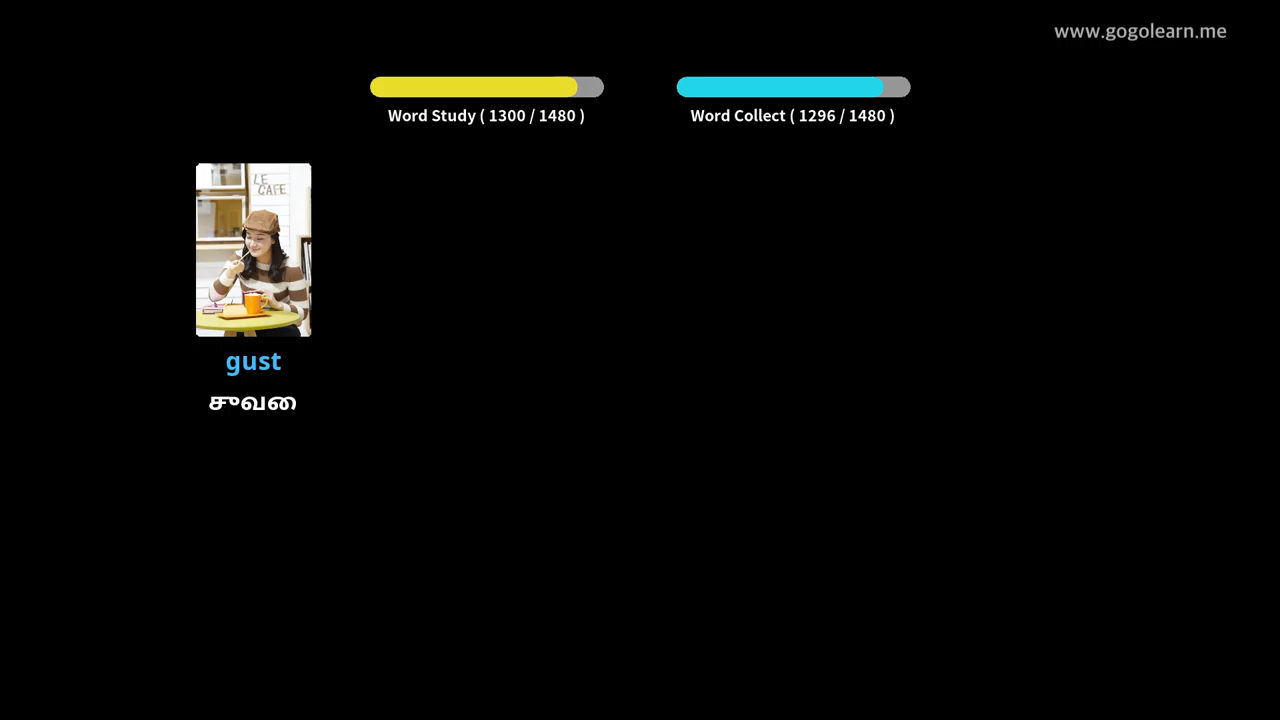 www.gogolearn.me
Word Study ( 1300 / 1480 )
Word Collect ( 1296 / 1480 )
LE
CAFE
gust
சுவை